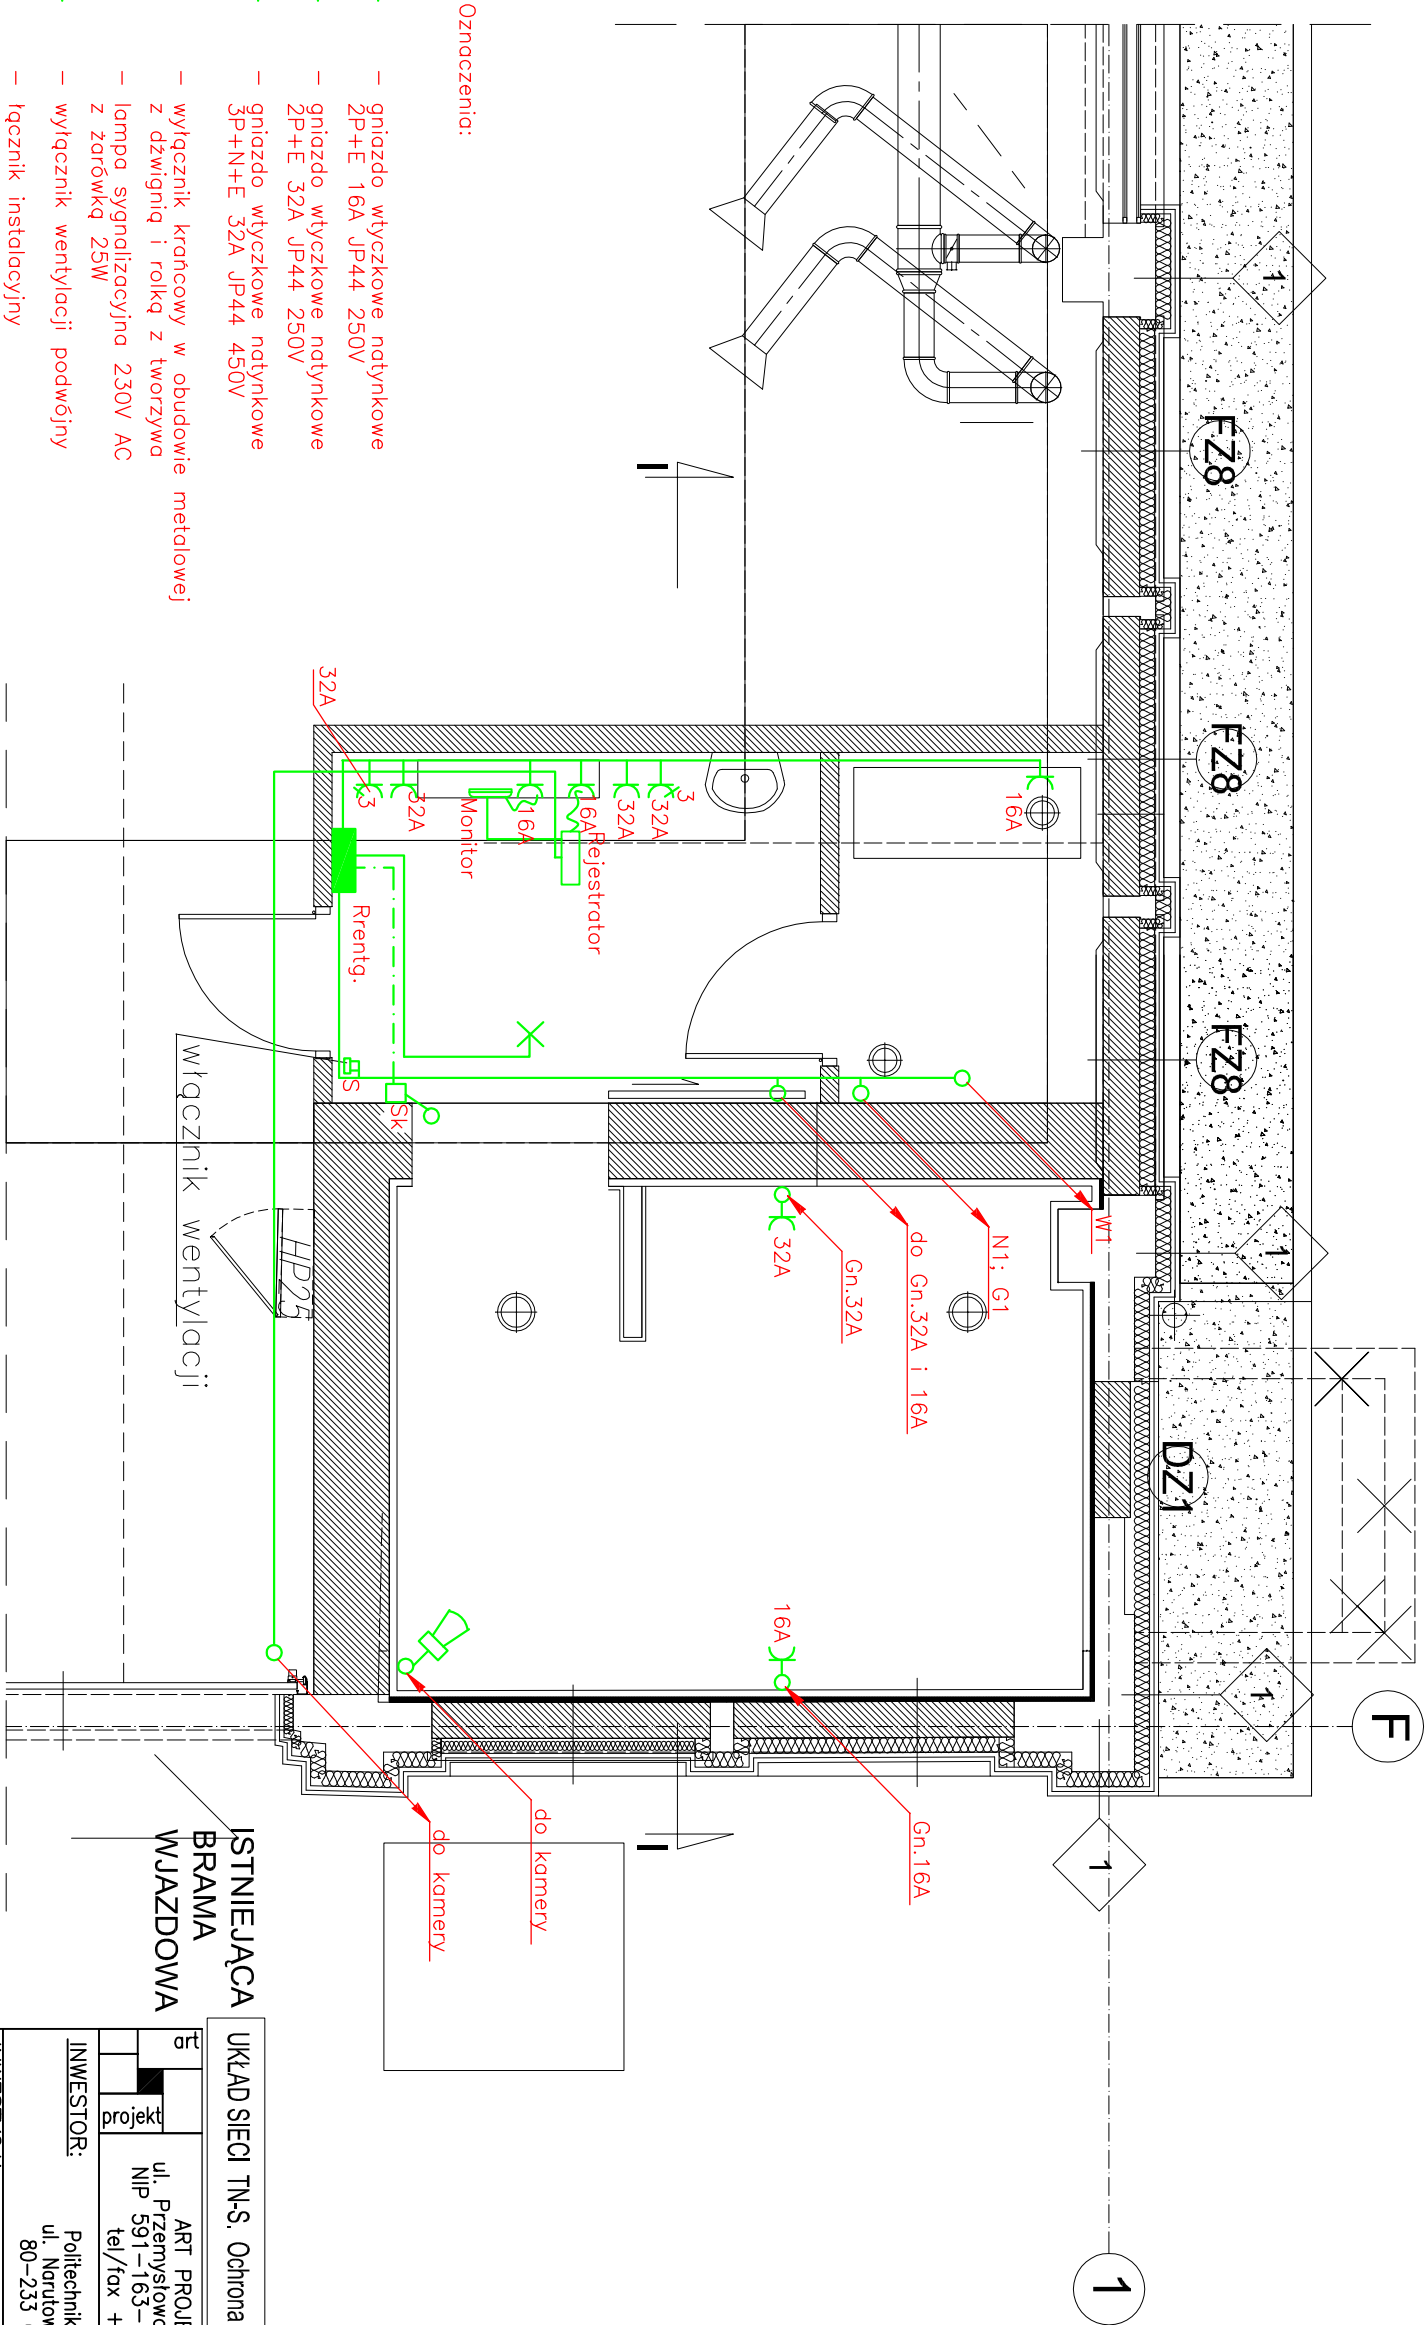 Oznaczenia:
- gniazdo wtyczkowe natynkowe
2P+E 16A JP44 250V
- gniazdo wtyczkowe natynkowe
2P+E 32A JP44 250V
- gniazdo wtyczkowe natynkowe
3P+N+E 32A JP44 450V
- wyłącznik krańcowy w obudowie metalowej
z dźwignią i rolką z tworzywa
- lampa sygnalizacyjna 230V AC
z żarówką 25W
- wyłącznik wentylacji podwójny
- łącznik instalacyjny
1
FZ8
FZ8
FZ8
1
DZ1
1
F
1
1
I
I
32A
3
32A
Monitor
16A
16A
Rejestrator
32A
32A
3
16A
Rrentg.
S
Sk
włącznik wentylacji
HP25
W1
N1; G1
do Gn.32A i 16A
Gn.32A
32A
16A
Gn.16A
do kamery
do kamery
ISTNIEJĄCA
BRAMA
WJAZDOWA
UKŁAD SIECI TN-S. Ochrona
art
projekt
ART PROJE
ul. Przemysłowa
NIP 591-163-
tel/fax +
INWESTOR:
Politechnik
ul. Narutow
80-233